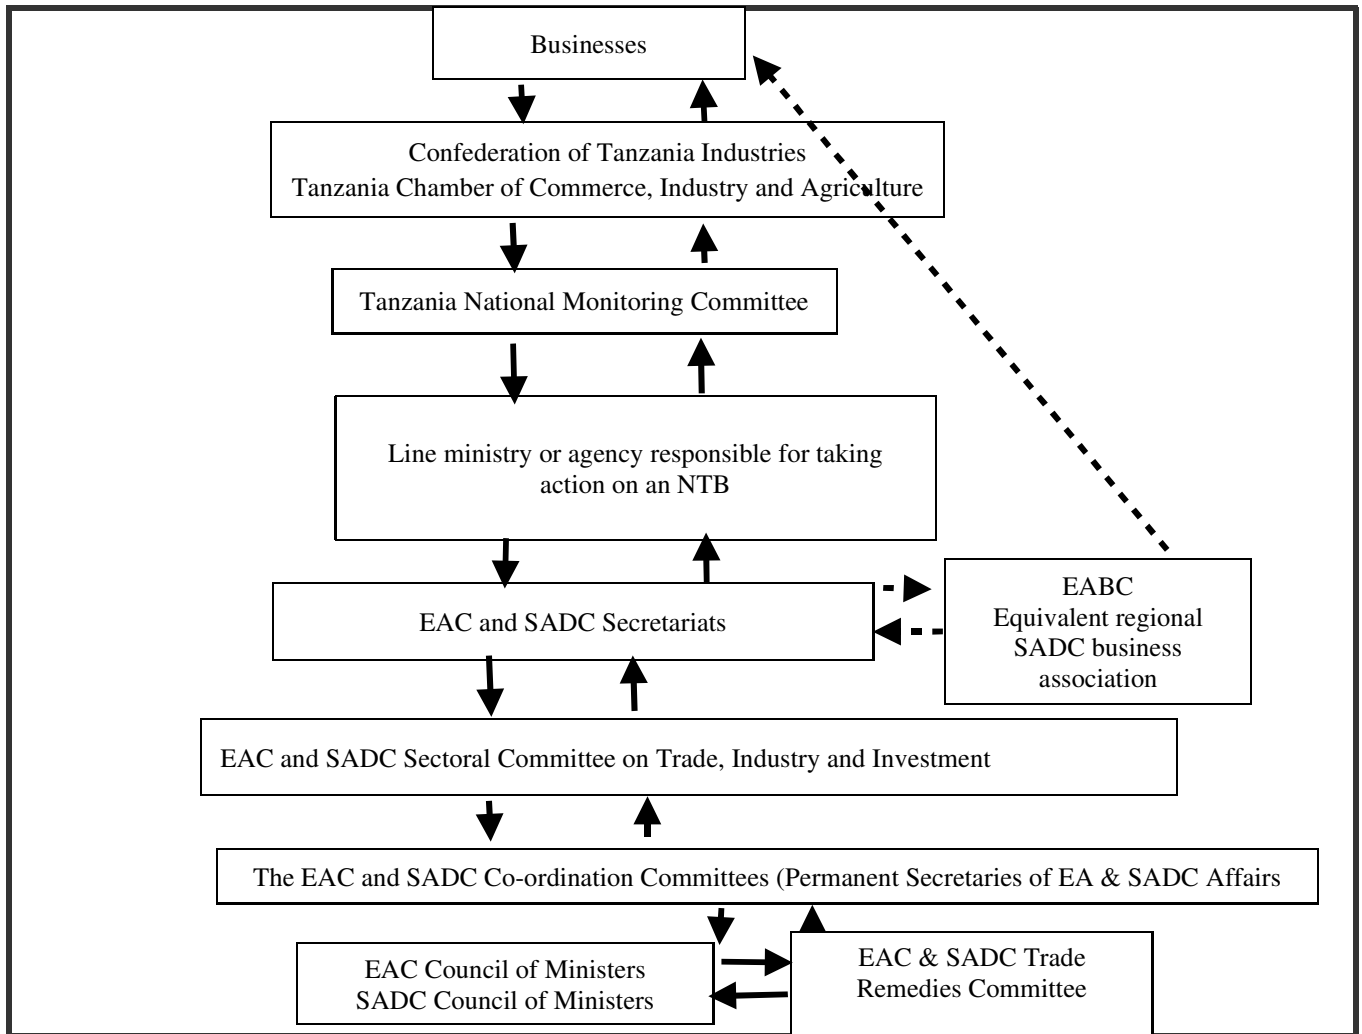 Businesses
Confederation of Tanzania Industries
Tanzania Chamber of Commerce, Industry and Agriculture
Tanzania National Monitoring Committee
Line ministry or agency responsible for taking
action on an NTB
EAC and SADC Secretariats
EABC
Equivalent regional
SADC business
association
EAC and SADC Sectoral Committee on Trade, Industry and Investment
The EAC and SADC Co-ordination Committees (Permanent Secretaries of EA & SADC Affairs
EAC Council of Ministers
SADC Council of Ministers
EAC & SADC Trade
Remedies Committee